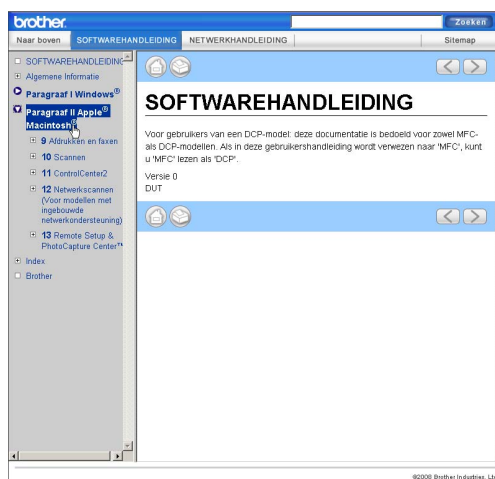 brother.
Zoeken
Naar boven SOFTWAREHANDLEIDING NETWERKHANDLEIDING Sitemap
SOFTWAREHANDLEIDING
Algemene Informatie
Paragraaf I Windows®
Paragraaf II Apple®
Macintosh®
9 Afdrukken en faxen
10 Scannen
11 ControlCenter2
12 Netwerkscannen
(Voor modellen met
ingebouwde
netwerkondersteuning)
13 Remote Setup &
PhotoCapture Center™
Index
Brother
SOFTWAREHANDLEIDING
Voor gebruikers van een DCP-model: deze documentatie is bedoeld voor zowel MFC-
als DCP-modellen. Als in deze gebruikershandleiding wordt verwezen naar 'MFC', kunt
u 'MFC' lezen als 'DCP'.
Versie 0
DUT
©2008 Brother Industries, Lt